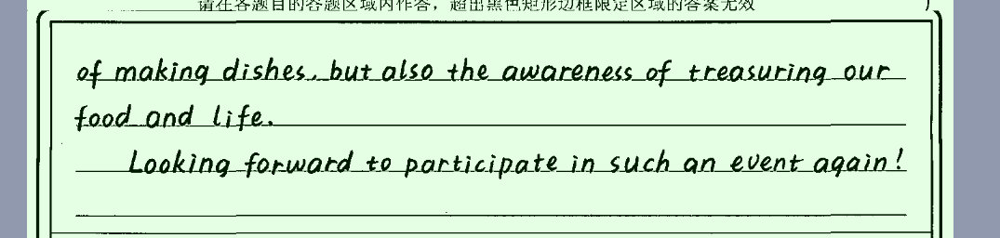 请在各题目的答题区域内作答，超出黑色矩形边框限定区域的答案无效
of making dishes, but also the awareness of treasuring our
food and life.
Looking forward to participate in such an event again!